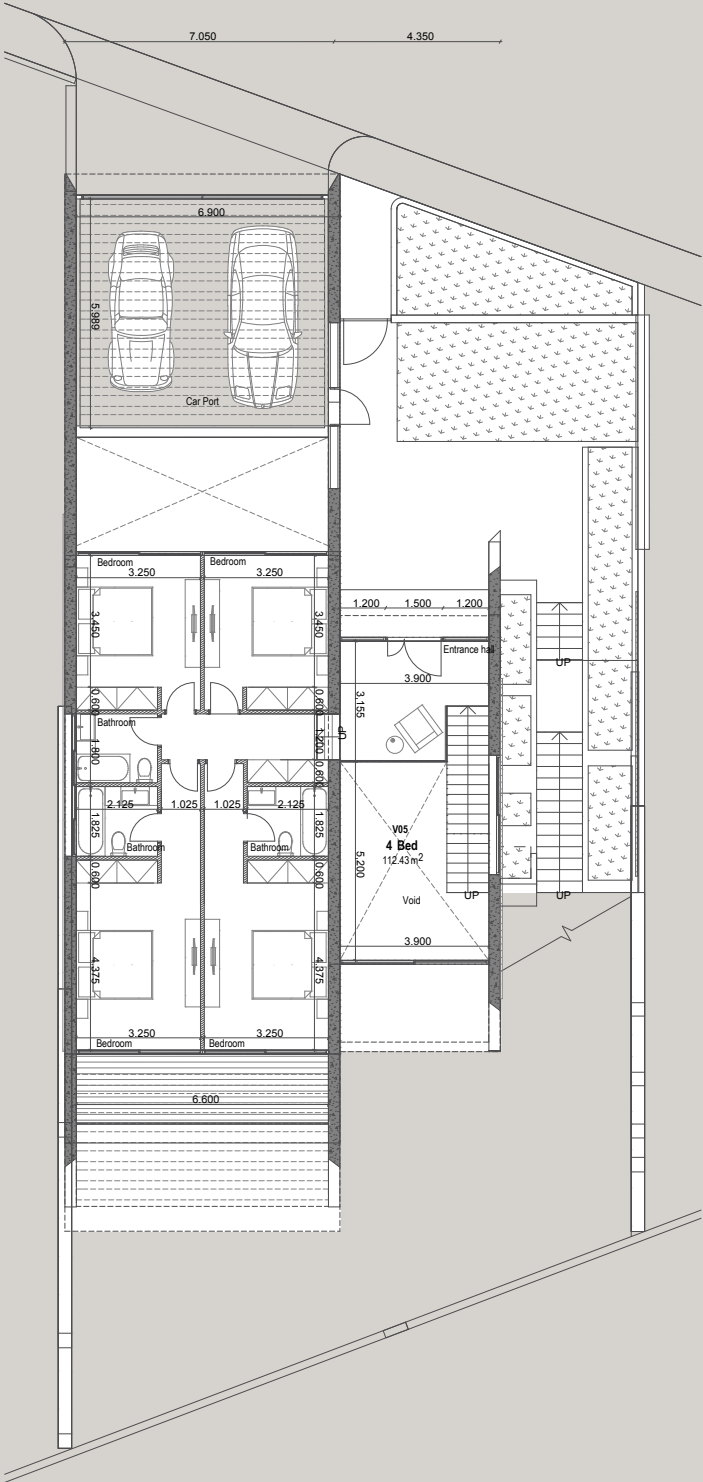 7.050 4.350
6.900
5.989
Car Port
Bedroom Bedroom
3.250 3.250
3.450 3.450
1.200 1.500 1.200
Entrance hall
3.900
3.155
UP
0.600 0.600
Bathroom
1.800 1.200
UP
0.600
2.125 1.025 1.025 2.125
1.825 1.825
Bathroom Bathroom
0.600 0.600
V05
4 Bed
112.43m2
5.200
Void
UP UP
3.900
4.375 4.375
3.250 3.250
Bedroom Bedroom
6.600